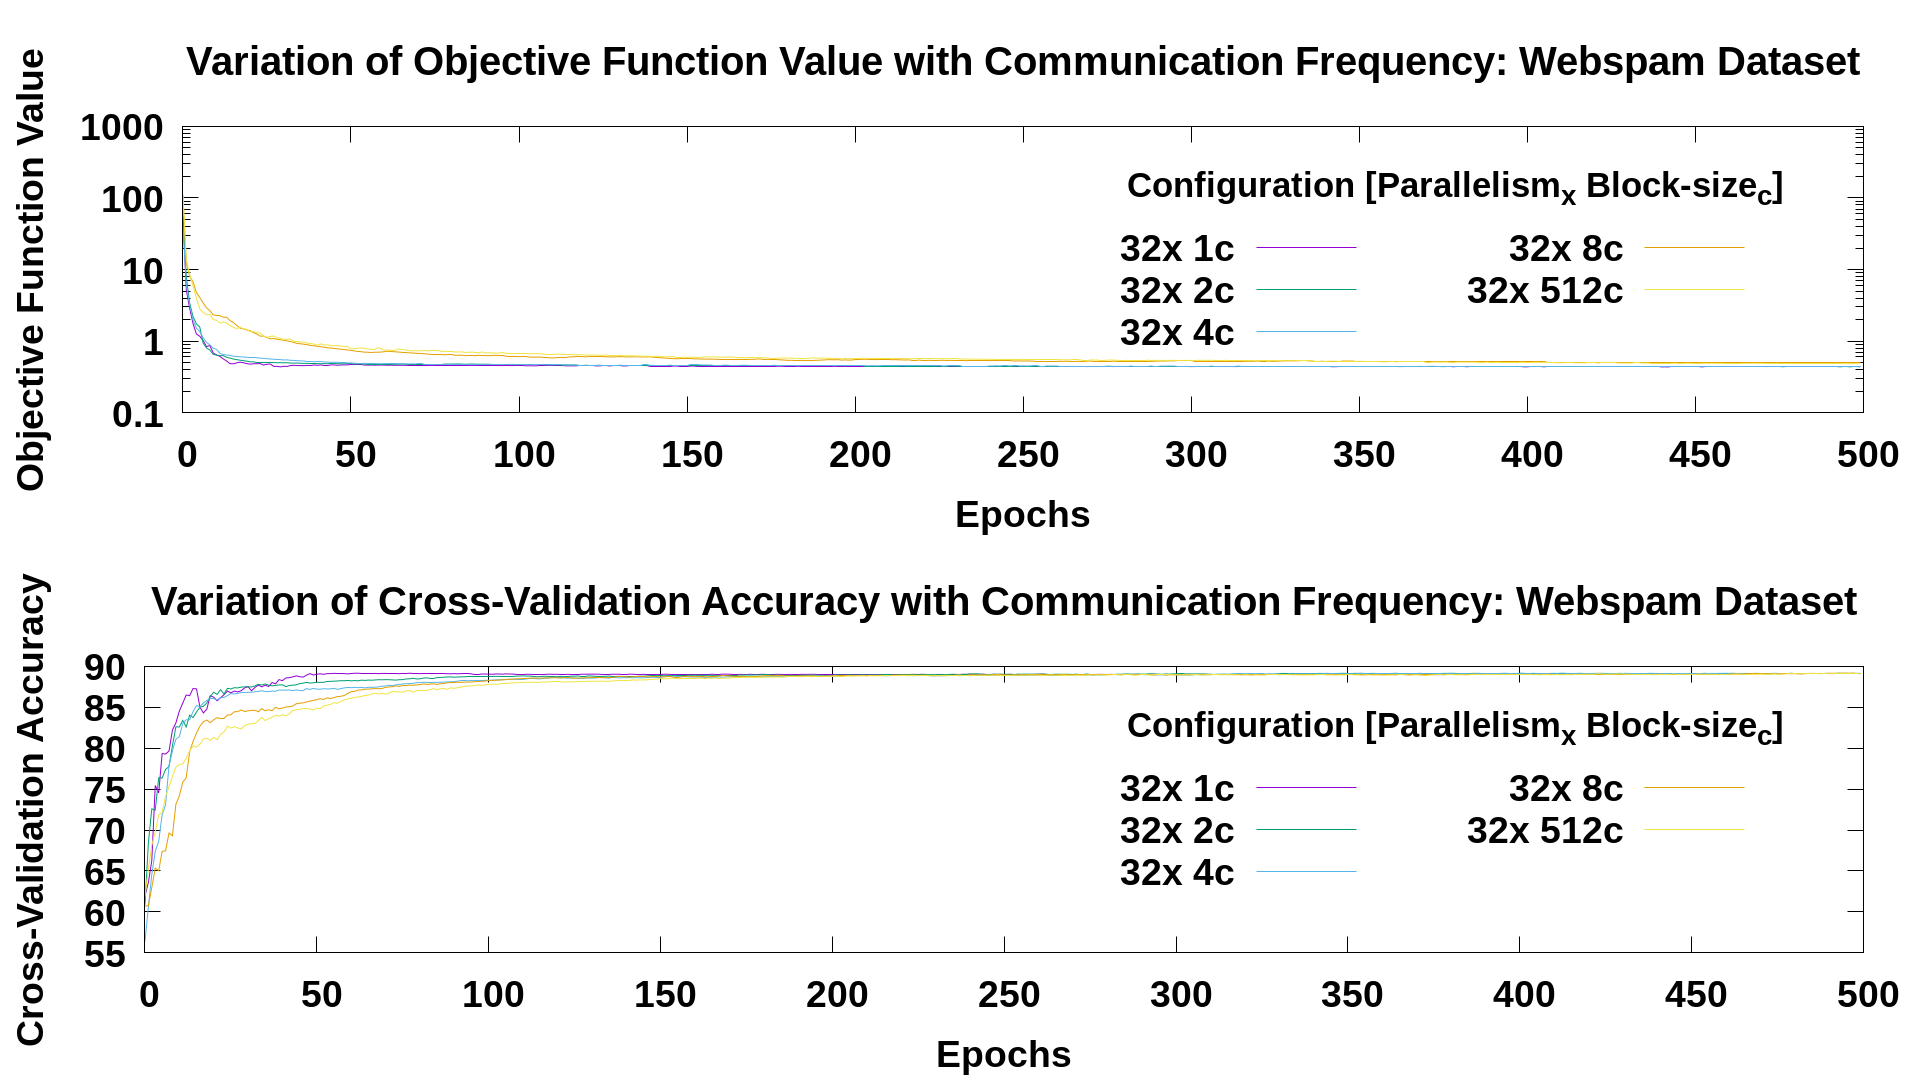 Variation of Objective Function Value with Communication Frequency: Webspam Dataset
Objective Function Value
1000
100
10
1
0.1
Configuration [Parallelismx Block-sizec]
32x 1c
32x 2c
32x 4c
32x 8c
32x 512c
0 50 100 150 200 250 300 350 400 450 500
Epochs
Variation of Cross-Validation Accuracy with Communication Frequency: Webspam Dataset
Cross-Validation Accuracy
90
85
80
75
70
65
60
55
Configuration [Parallelismx Block-sizec]
32x 1c
32x 2c
32x 4c
32x 8c
32x 512c
0 50 100 150 200 250 300 350 400 450 500
Epochs